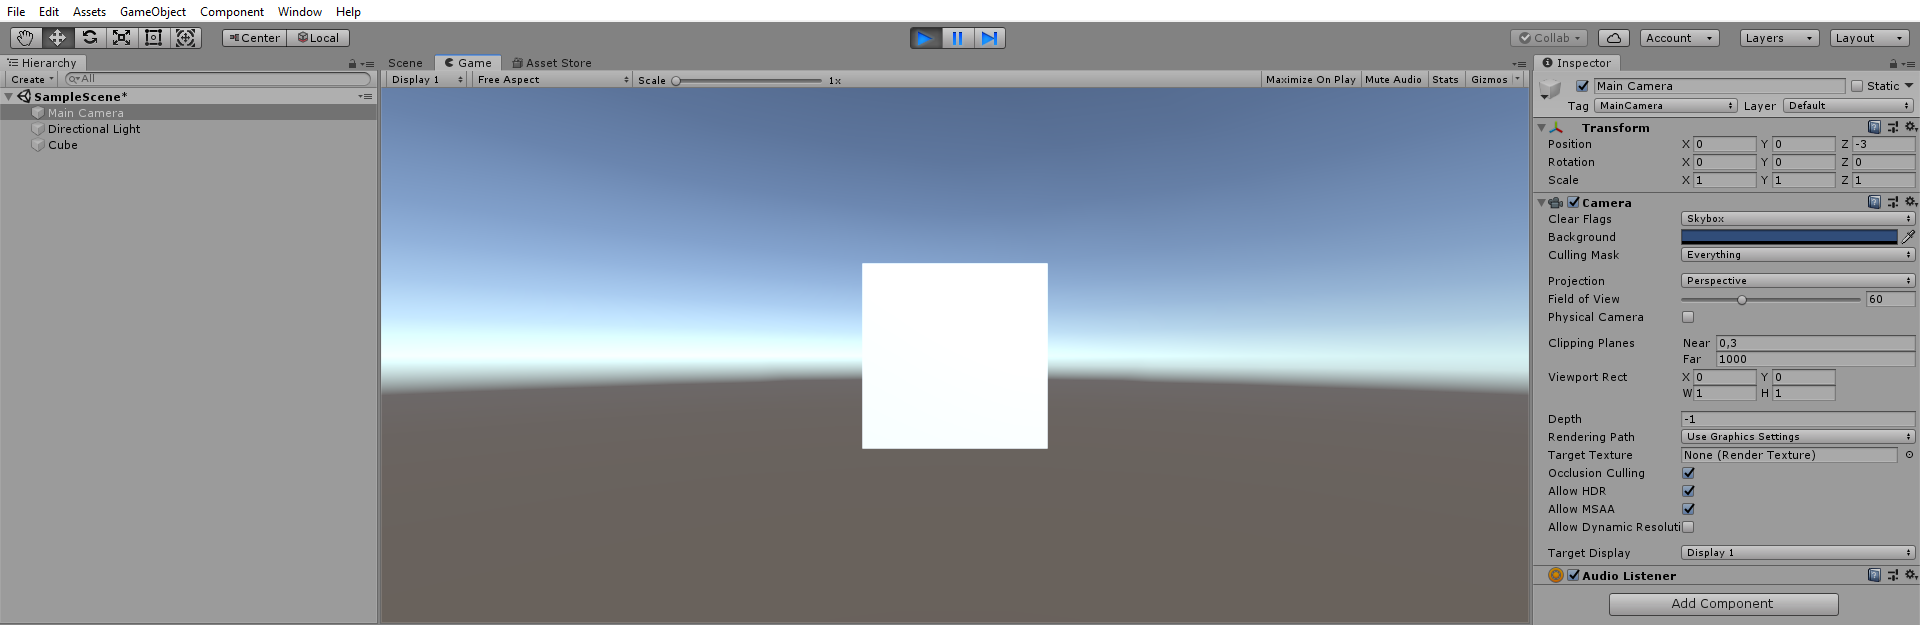 File Edit Assets GameObject Component Window Help
Center Local Collab Account Layers Layout
Hierarchy
Create All
SampleScene*
Main Camera
Directional Light
Cube
Scene Game Asset Store
Display 1 Free Aspect Scale 1x Maximize On Play Mute Audio Stats Gizmos
Inspector
Main Camera Static
Tag MainCamera Layer Default
Transform
Position X 0 Y 0 Z -3
Rotation X 0 Y 0 Z 0
Scale X 1 Y 1 Z 1
Camera
Clear Flags Skybox
Background
Culling Mask Everything
Projection Perspective
Field of View 60
Physical Camera
Clipping Planes Near 0,3
Far 1000
Viewport Rect X 0 Y 0
W 1 H 1
Depth -1
Rendering Path Use Graphics Settings
Target Texture None (Render Texture)
Occlusion Culling
Allow HDR
Allow MSAA
Allow Dynamic Resoluti
Target Display Display 1
Audio Listener
Add Component